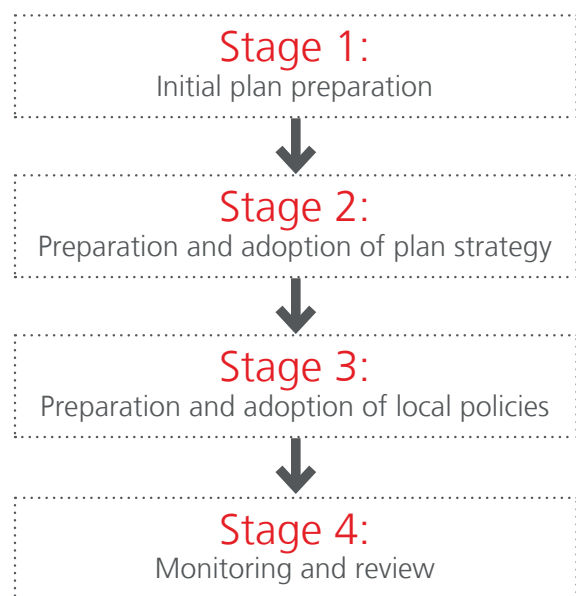 Stage 1:
Initial plan preparation
Stage 2:
Preparation and adoption of plan strategy
Stage 3:
Preparation and adoption of local policies
Stage 4:
Monitoring and review